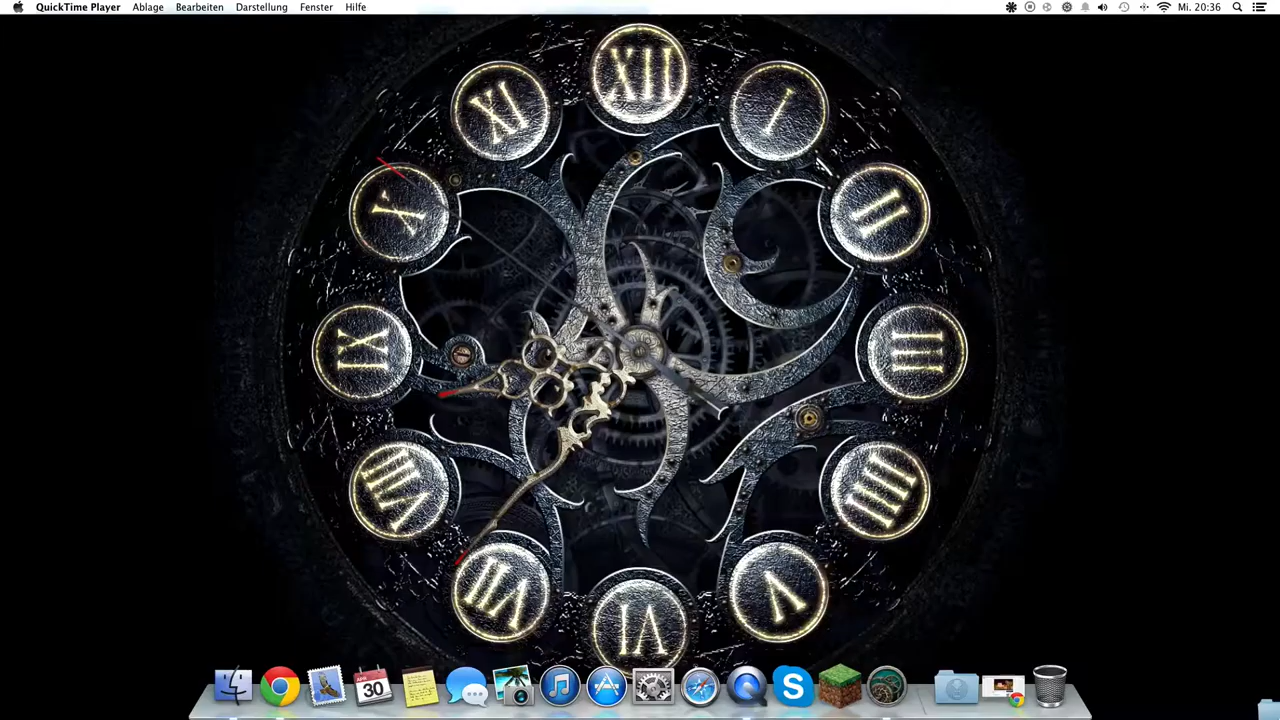 QuickTime Player Ablage Bearbeiten Darstellung Fenster Hilfe Mi. 20:36
XII
XI I
X II
IX III
VIII IIII
VII V
VI
APR
30